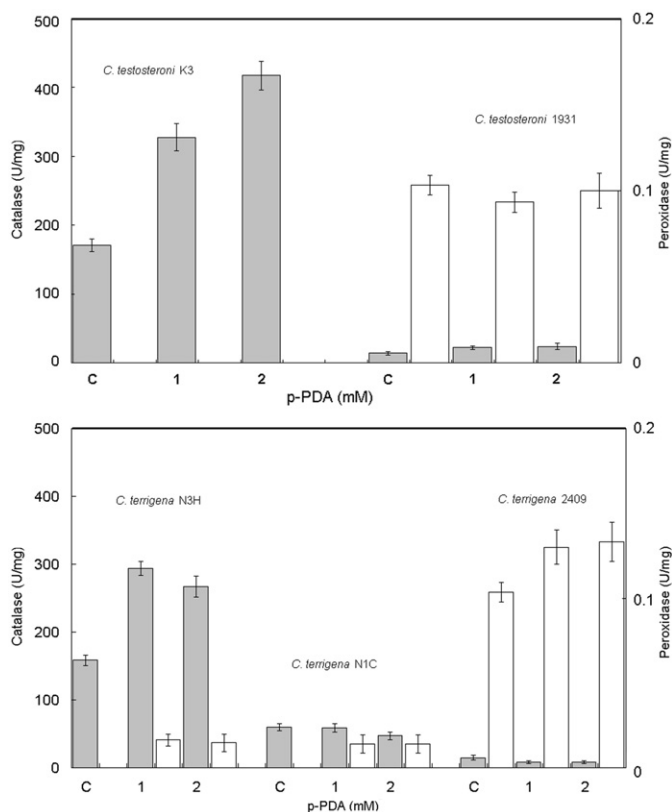 500
400
300
200
100
0
Catalase (U/mg)
C. testosteroni K3
C. testosteroni 1931
0.2
0.1
0
Peroxidase (U/mg)
C 1 2 C 1 2
p-PDA (mM)
500
400
300
200
100
0
Catalase (U/mg)
C. terrigena N3H
C. terrigena N1C
C. terrigena 2409
0.2
0.1
0
Peroxidase (U/mg)
C 1 2 C 1 2 C 1 2
p-PDA (mM)